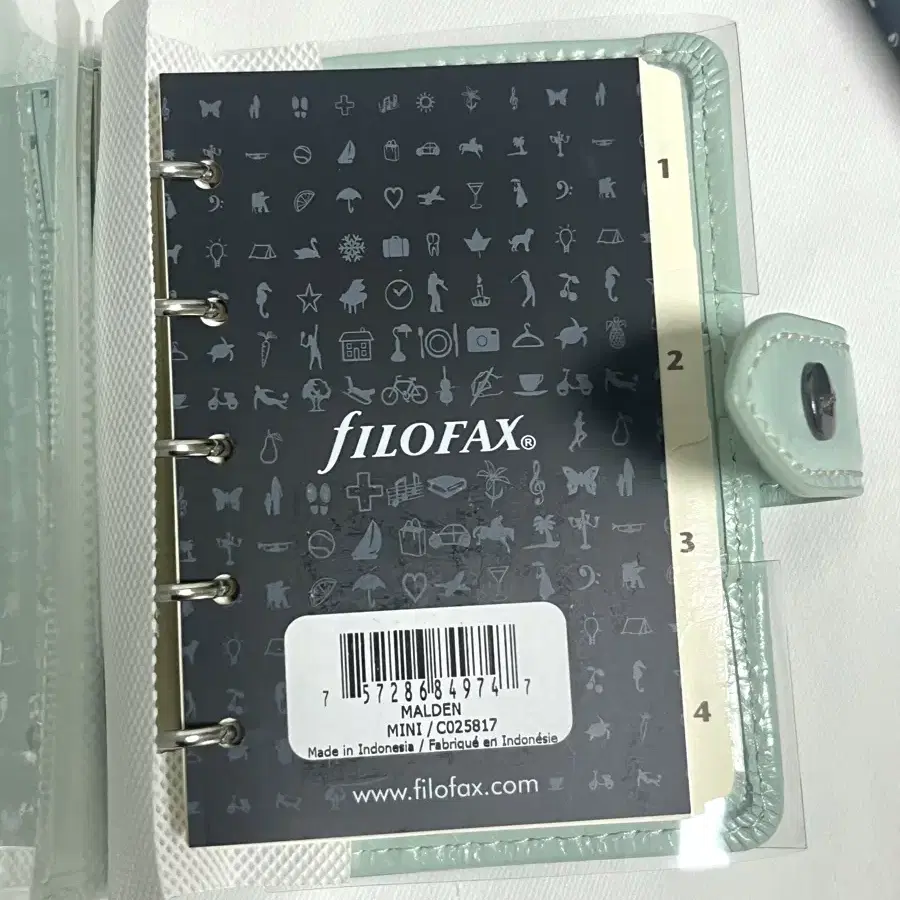 1
2
FILOFAX®
3
7 57286 84974 7
MALDEN
MINI / C025817
Made in Indonesia / Fabriqué en Indonésie
4
www.filofax.com